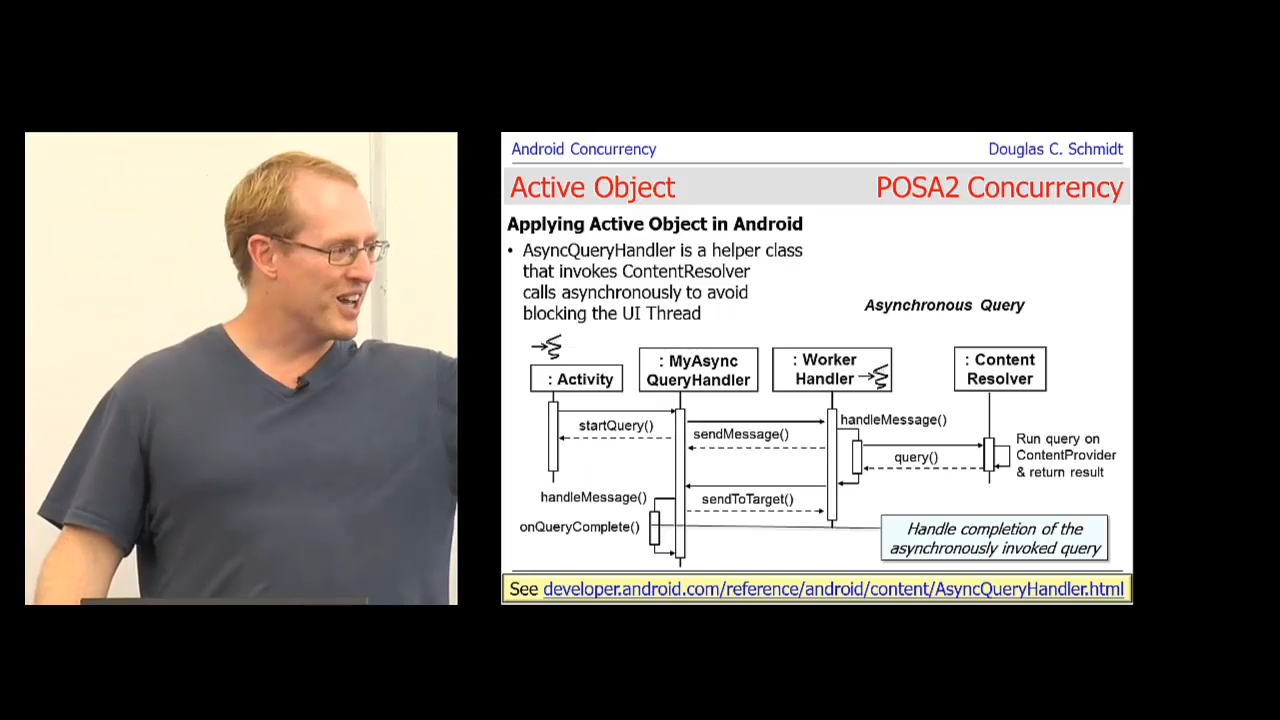 Android Concurrency
Douglas C. Schmidt
Active Object
POSA2 Concurrency
Applying Active Object in Android
• AsyncQueryHandler is a helper class
that invokes ContentResolver
calls asynchronously to avoid
blocking the UI Thread
Asynchronous Query
: Activity
: MyAsync
QueryHandler
: Worker
Handler
: Content
Resolver
startQuery()
sendMessage()
handleMessage()
query()
Run query on
ContentProvider
& return result
handleMessage()
sendToTarget()
onQueryComplete()
Handle completion of the
asynchronously invoked query
See developer.android.com/reference/android/content/AsyncQueryHandler.html